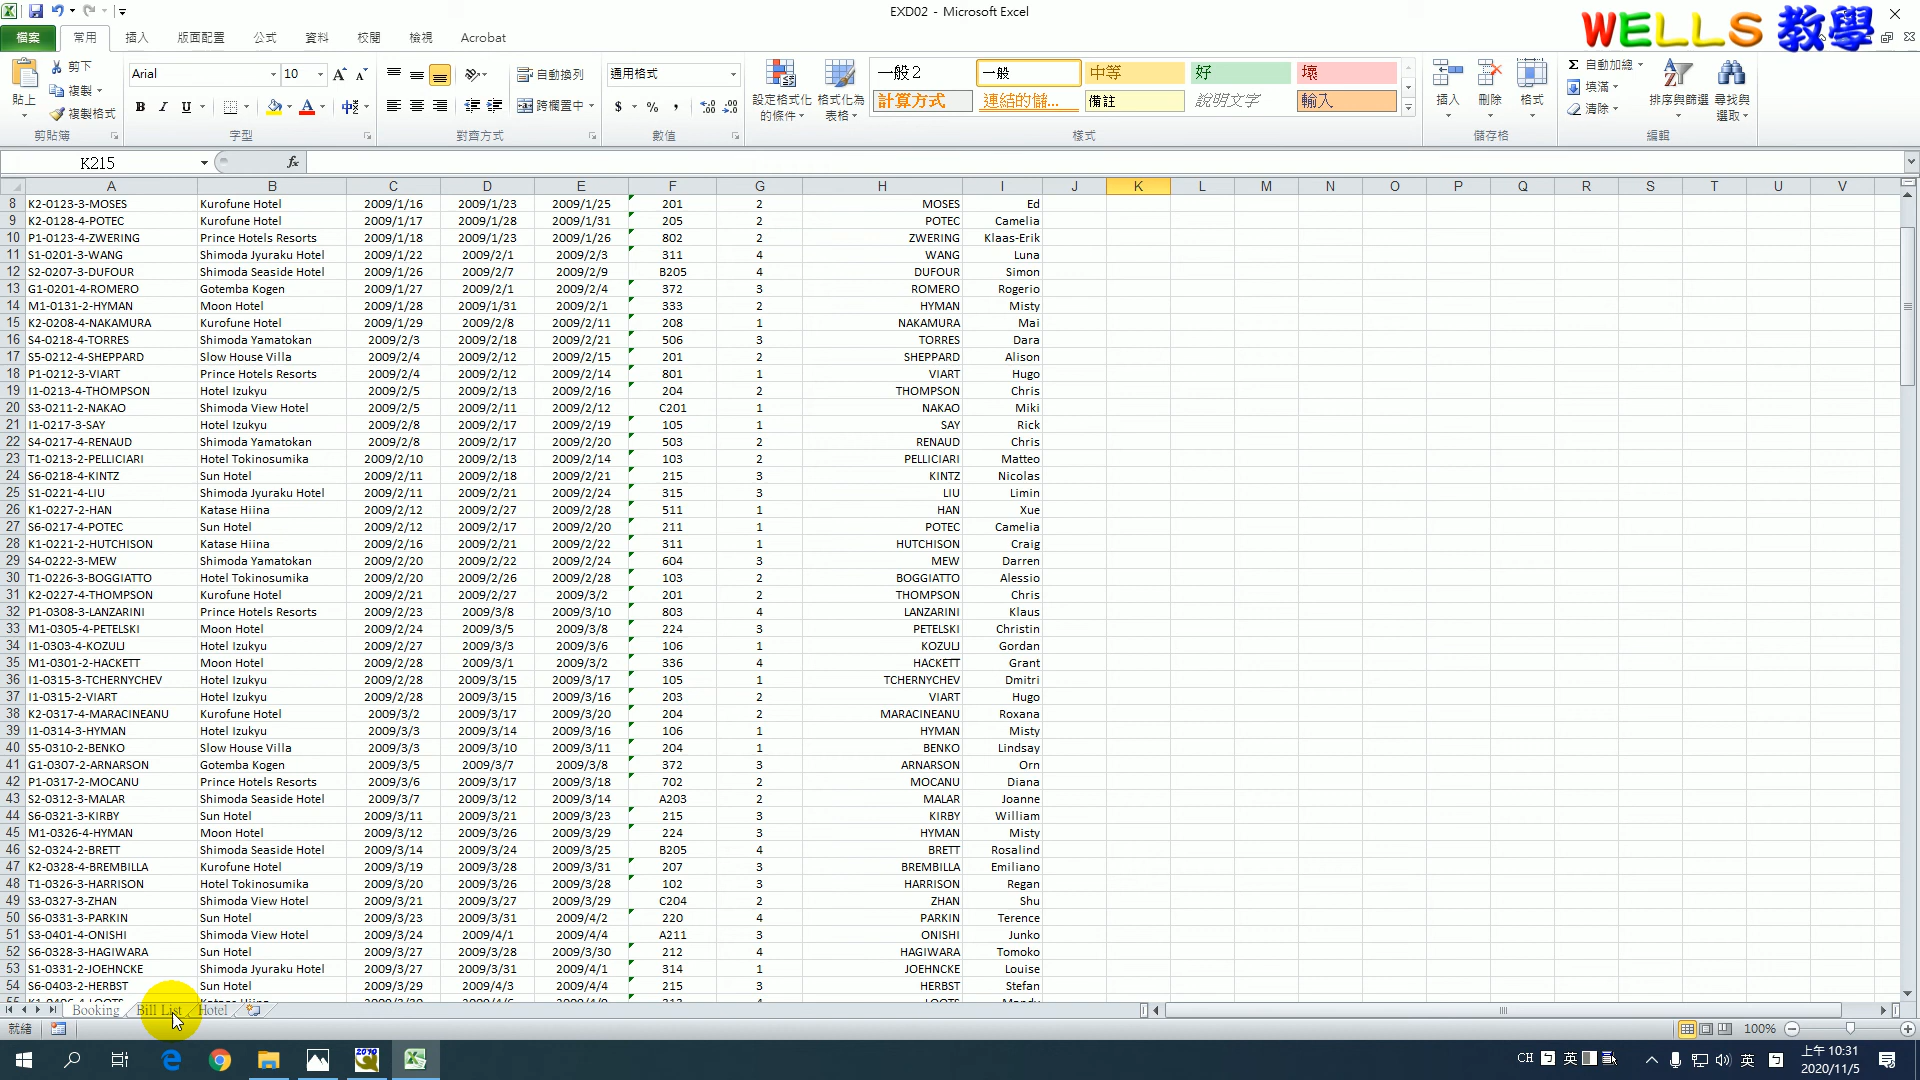 EXD02 - Microsoft Excel
WELLS 教學
檔案 常用 插入 版面配置 公式 資料 校閱 檢視 Acrobat
貼上 剪下 複製 複製格式 剪貼簿
Arial 10 B I U 字型
自動換列 跨欄置中 對齊方式
通用格式 $ % , 數值
設定格式化的條件 格式化為表格
一般 2 一般 中等 好 壞
計算方式 連結的儲... 備註 說明文字 輸入
樣式
插入 刪除 格式 儲存格
Σ 自動加總 填滿 清除 排序與篩選 尋找與選取 編輯
K215 fx
A B C D E F G H I J K L M N O P Q R S T U V
8 K2-0123-3-MOSES Kurofune Hotel 2009/1/16 2009/1/23 2009/1/25 201 2 MOSES Ed
9 K2-0128-4-POTEC Kurofune Hotel 2009/1/17 2009/1/28 2009/1/31 205 2 POTEC Camelia
10 P1-0123-4-ZWERING Prince Hotels Resorts 2009/1/18 2009/1/23 2009/1/26 802 2 ZWERING Klaas-Erik
11 S1-0201-3-WANG Shimoda Jyuraku Hotel 2009/1/22 2009/2/1 2009/2/3 311 4 WANG Luna
12 S2-0207-3-DUFOUR Shimoda Seaside Hotel 2009/1/26 2009/2/7 2009/2/9 B205 4 DUFOUR Simon
13 G1-0201-4-ROMERO Gotemba Kogen 2009/1/27 2009/2/1 2009/2/4 372 3 ROMERO Rogerio
14 M1-0131-2-HYMAN Moon Hotel 2009/1/28 2009/1/31 2009/2/1 333 2 HYMAN Misty
15 K2-0208-4-NAKAMURA Kurofune Hotel 2009/1/29 2009/2/8 2009/2/11 208 1 NAKAMURA Mai
16 S4-0218-4-TORRES Shimoda Yamatokan 2009/2/3 2009/2/18 2009/2/21 506 3 TORRES Dara
17 S5-0212-4-SHEPPARD Slow House Villa 2009/2/4 2009/2/12 2009/2/15 201 2 SHEPPARD Alison
18 P1-0212-3-VIART Prince Hotels Resorts 2009/2/4 2009/2/12 2009/2/14 801 1 VIART Hugo
19 I1-0213-4-THOMPSON Hotel Izukyu 2009/2/5 2009/2/13 2009/2/16 204 2 THOMPSON Chris
20 S3-0211-2-NAKAO Shimoda View Hotel 2009/2/5 2009/2/11 2009/2/12 C201 1 NAKAO Miki
21 I1-0217-3-SAY Hotel Izukyu 2009/2/8 2009/2/17 2009/2/19 105 1 SAY Rick
22 S4-0217-4-RENAUD Shimoda Yamatokan 2009/2/8 2009/2/17 2009/2/20 503 2 RENAUD Chris
23 T1-0213-2-PELLICIARI Hotel Tokinosumika 2009/2/10 2009/2/13 2009/2/14 103 2 PELLICIARI Matteo
24 S6-0218-4-KINTZ Sun Hotel 2009/2/11 2009/2/18 2009/2/21 215 3 KINTZ Nicolas
25 S1-0221-4-LIU Shimoda Jyuraku Hotel 2009/2/11 2009/2/21 2009/2/24 315 3 LIU Limin
26 K1-0227-2-HAN Katase Hiina 2009/2/12 2009/2/27 2009/2/28 511 1 HAN Xue
27 S6-0217-4-POTEC Sun Hotel 2009/2/12 2009/2/17 2009/2/20 211 1 POTEC Camelia
28 K1-0221-2-HUTCHISON Katase Hiina 2009/2/16 2009/2/21 2009/2/22 311 1 HUTCHISON Craig
29 S4-0222-3-MEW Shimoda Yamatokan 2009/2/20 2009/2/22 2009/2/24 604 3 MEW Darren
30 T1-0226-3-BOGGIATTO Hotel Tokinosumika 2009/2/20 2009/2/26 2009/2/28 103 2 BOGGIATTO Alessio
31 K2-0227-4-THOMPSON Kurofune Hotel 2009/2/21 2009/2/27 2009/3/2 201 2 THOMPSON Chris
32 P1-0308-3-LANZARINI Prince Hotels Resorts 2009/2/23 2009/3/8 2009/3/10 803 4 LANZARINI Klaus
33 M1-0305-4-PETELSKI Moon Hotel 2009/2/24 2009/3/5 2009/3/8 224 3 PETELSKI Christin
34 I1-0303-4-KOZULJ Hotel Izukyu 2009/2/27 2009/3/3 2009/3/6 106 1 KOZULJ Gordan
35 M1-0301-2-HACKETT Moon Hotel 2009/2/28 2009/3/1 2009/3/2 336 4 HACKETT Grant
36 I1-0315-3-TCHERNYCHEV Hotel Izukyu 2009/2/28 2009/3/15 2009/3/17 105 1 TCHERNYCHEV Dmitri
37 I1-0315-2-VIART Hotel Izukyu 2009/2/28 2009/3/15 2009/3/16 203 2 VIART Hugo
38 K2-0317-4-MARACINEANU Kurofune Hotel 2009/3/2 2009/3/17 2009/3/20 204 2 MARACINEANU Roxana
39 I1-0314-3-HYMAN Hotel Izukyu 2009/3/3 2009/3/14 2009/3/16 106 1 HYMAN Misty
40 S5-0310-2-BENKO Slow House Villa 2009/3/3 2009/3/10 2009/3/11 204 1 BENKO Lindsay
41 G1-0307-2-ARNARSON Gotemba Kogen 2009/3/5 2009/3/7 2009/3/8 372 3 ARNARSON Orn
42 P1-0317-2-MOCANU Prince Hotels Resorts 2009/3/6 2009/3/17 2009/3/18 702 2 MOCANU Diana
43 S2-0312-3-MALAR Shimoda Seaside Hotel 2009/3/7 2009/3/12 2009/3/14 A203 2 MALAR Joanne
44 S6-0321-3-KIRBY Sun Hotel 2009/3/11 2009/3/21 2009/3/23 215 3 KIRBY William
45 M1-0326-4-HYMAN Moon Hotel 2009/3/12 2009/3/26 2009/3/29 224 3 HYMAN Misty
46 S2-0324-2-BRETT Shimoda Seaside Hotel 2009/3/14 2009/3/24 2009/3/25 B205 4 BRETT Rosalind
47 K2-0328-4-BREMBILLA Kurofune Hotel 2009/3/19 2009/3/28 2009/3/31 207 3 BREMBILLA Emiliano
48 T1-0326-3-HARRISON Hotel Tokinosumika 2009/3/20 2009/3/26 2009/3/28 102 3 HARRISON Regan
49 S3-0327-3-ZHAN Shimoda View Hotel 2009/3/21 2009/3/27 2009/3/29 C204 2 ZHAN Shu
50 S6-0331-3-PARKIN Sun Hotel 2009/3/23 2009/3/31 2009/4/2 220 4 PARKIN Terence
51 S3-0401-4-ONISHI Shimoda View Hotel 2009/3/24 2009/4/1 2009/4/4 A211 3 ONISHI Junko
52 S6-0328-3-HAGIWARA Sun Hotel 2009/3/27 2009/3/28 2009/3/30 212 4 HAGIWARA Tomoko
53 S1-0331-2-JOEHNCKE Shimoda Jyuraku Hotel 2009/3/27 2009/3/31 2009/4/1 314 1 JOEHNCKE Louise
54 S6-0403-2-HERBST Sun Hotel 2009/3/29 2009/4/3 2009/4/4 215 3 HERBST Stefan
Booking Bill List Hotel
就緒 100%
CH 英 英 上午 10:31
2020/11/5